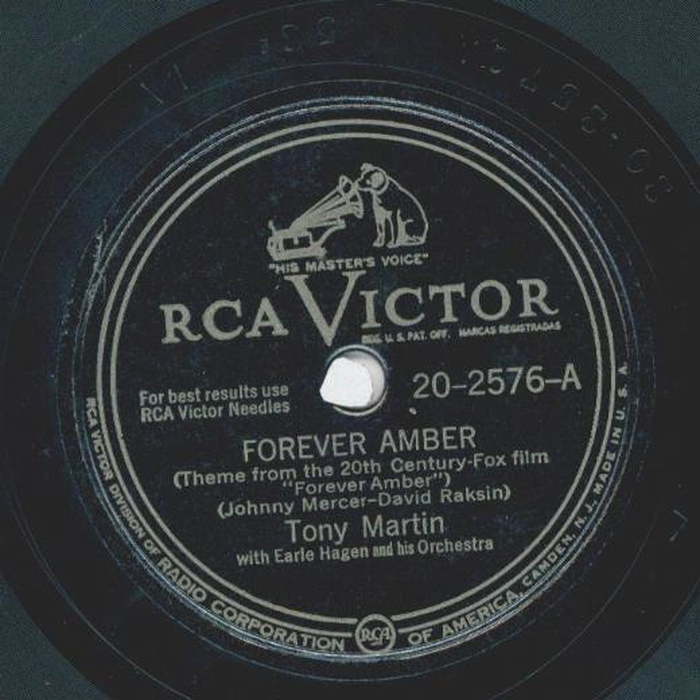 "HIS MASTER'S VOICE"
RCA VICTOR
REG. U. S. PAT. OFF. MARCAS REGISTRADAS
20-2576-A
For best results use
RCA Victor Needles
FOREVER AMBER
(Theme from the 20th Century-Fox film
"Forever Amber")
(Johnny Mercer-David Raksin)
Tony Martin
with Earle Hagen and his Orchestra
RCA VICTOR DIVISION OF RADIO CORPORATION RCA OF AMERICA, CAMDEN, N. J. MADE IN U. S. A.